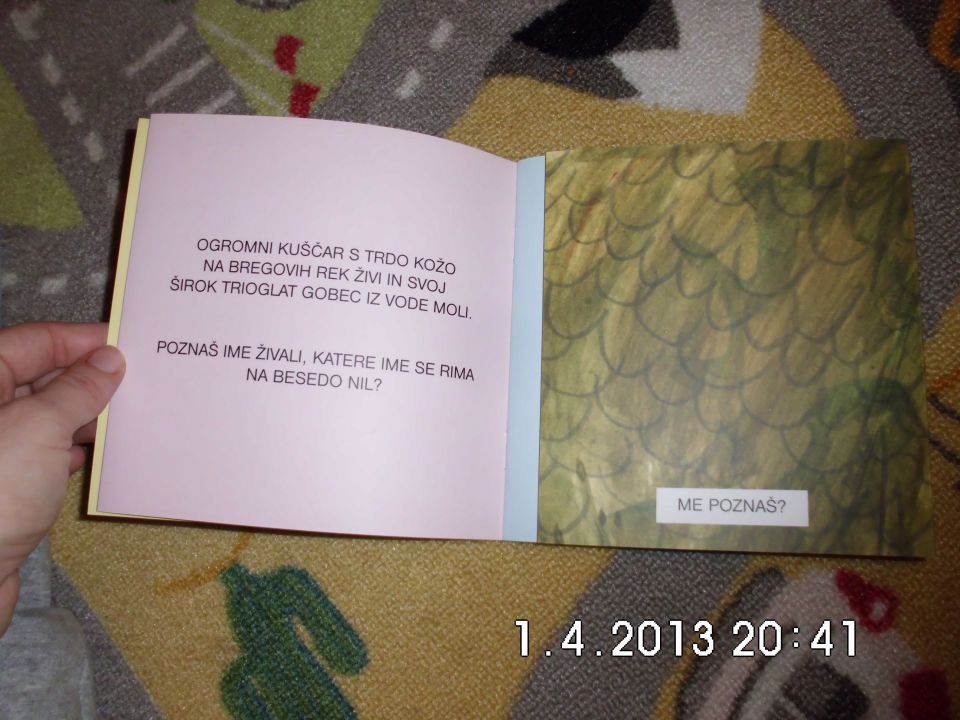 OGROMNI KUŠČAR S TRDO KOŽO
NA BREGOVIH REK ŽIVI IN SVOJ
ŠIROK TRIOGLAT GOBEC IZ VODE MOLI.
POZNAŠ IME ŽIVALI, KATERE IME SE RIMA
NA BESEDO NIL?
ME POZNAŠ?
1.4.2013 20:41